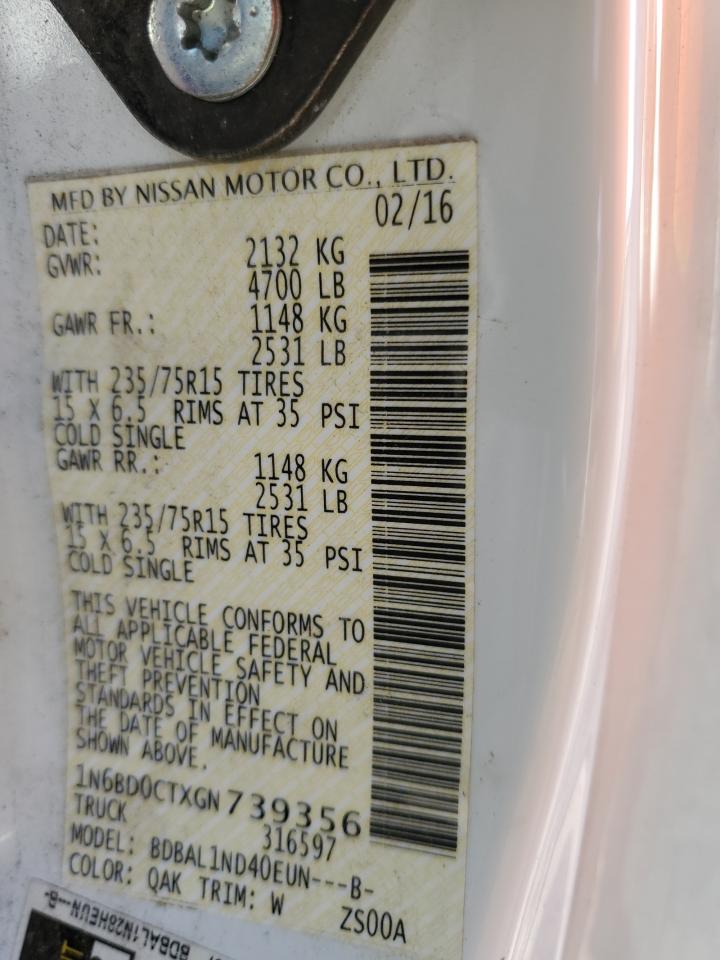 MFD BY NISSAN MOTOR CO., LTD.
DATE: 02/16
GVWR: 2132 KG
4700 LB
GAWR FR.: 1148 KG
2531 LB
WITH 235/75R15 TIRES
15 X 6.5 RIMS AT 35 PSI
COLD SINGLE
GAWR RR.: 1148 KG
2531 LB
WITH 235/75R15 TIRES
15 X 6.5 RIMS AT 35 PSI
COLD SINGLE
THIS VEHICLE CONFORMS TO
ALL APPLICABLE FEDERAL
MOTOR VEHICLE SAFETY AND
THEFT PREVENTION
STANDARDS IN EFFECT ON
THE DATE OF MANUFACTURE
SHOWN ABOVE.
1N6BD0CTXGN739356
TRUCK 316597
MODEL: BDBAL1ND40EUN---B-
COLOR: QAK TRIM: W ZS00A
BDBAL1N28HEUN---B-